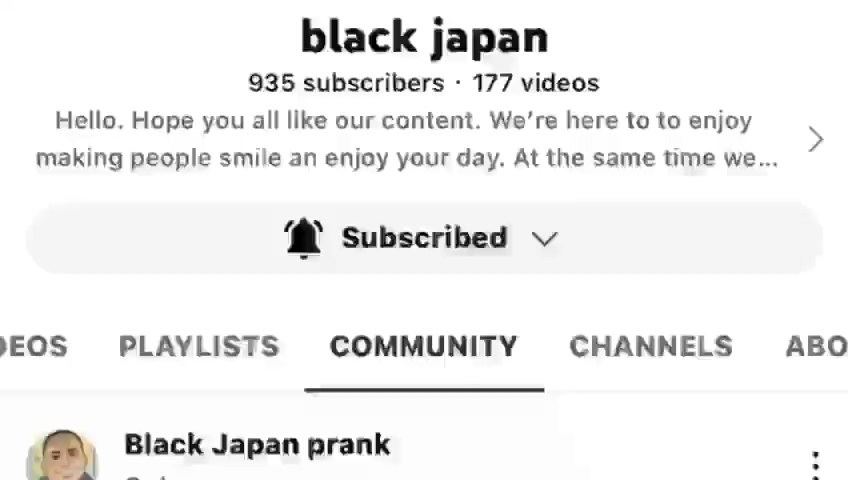 black japan
935 subscribers · 177 videos
Hello. Hope you all like our content. We're here to to enjoy
making people smile an enjoy your day. At the same time we...
Subscribed
DEOS PLAYLISTS COMMUNITY CHANNELS ABO
Black Japan prank